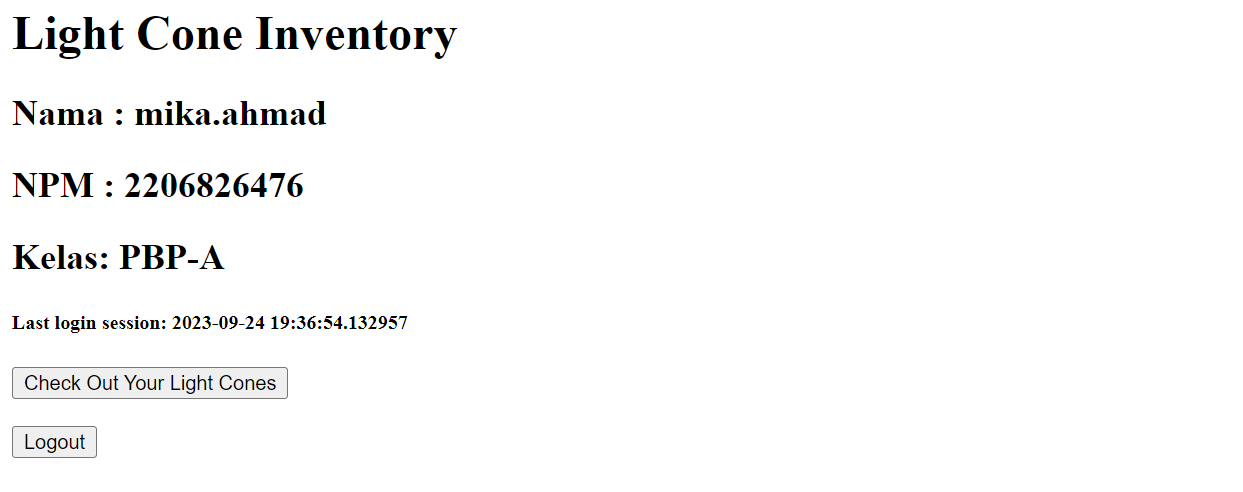 Light Cone Inventory
Nama : mika.ahmad
NPM : 2206826476
Kelas: PBP-A
Last login session: 2023-09-24 19:36:54.132957
Check Out Your Light Cones
Logout